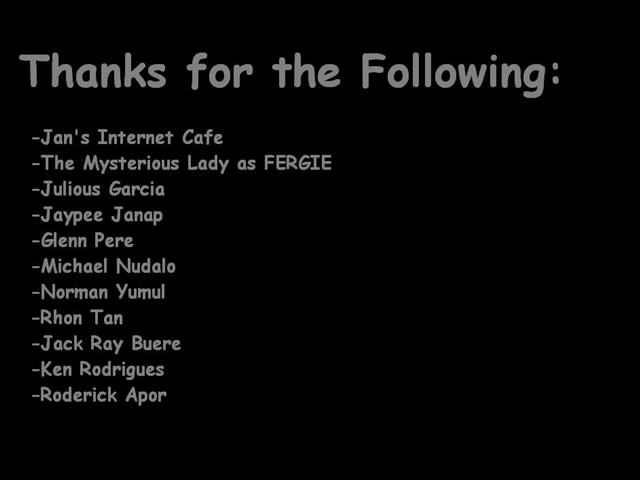 Thanks for the Following:
-Jan's Internet Cafe
-The Mysterious Lady as FERGIE
-Julious Garcia
-Jaypee Janap
-Glenn Pere
-Michael Nudalo
-Norman Yumul
-Rhon Tan
-Jack Ray Buere
-Ken Rodrigues
-Roderick Apor